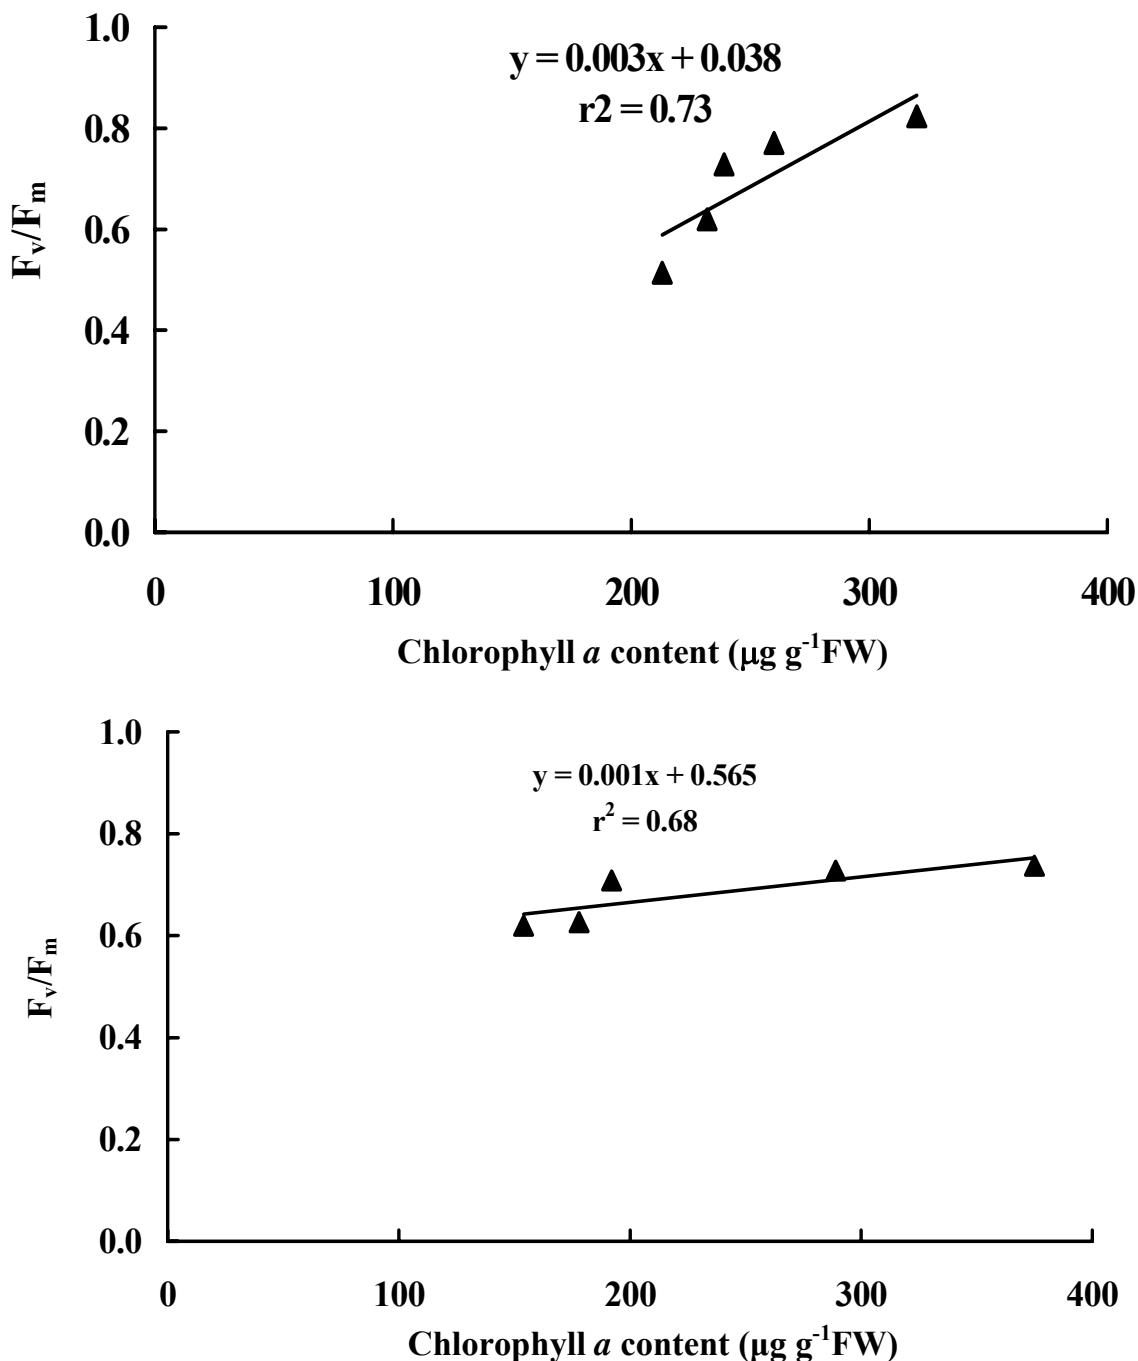 1.0
y = 0.003x + 0.038
r2 = 0.73
0.8
0.6
0.4
0.2
0.0
Fv/Fm
0 100 200 300 400
Chlorophyll a content (μg g-1FW)
1.0
y = 0.001x + 0.565
r2 = 0.68
0.8
0.6
0.4
0.2
0.0
Fv/Fm
0 100 200 300 400
Chlorophyll a content (μg g-1FW)